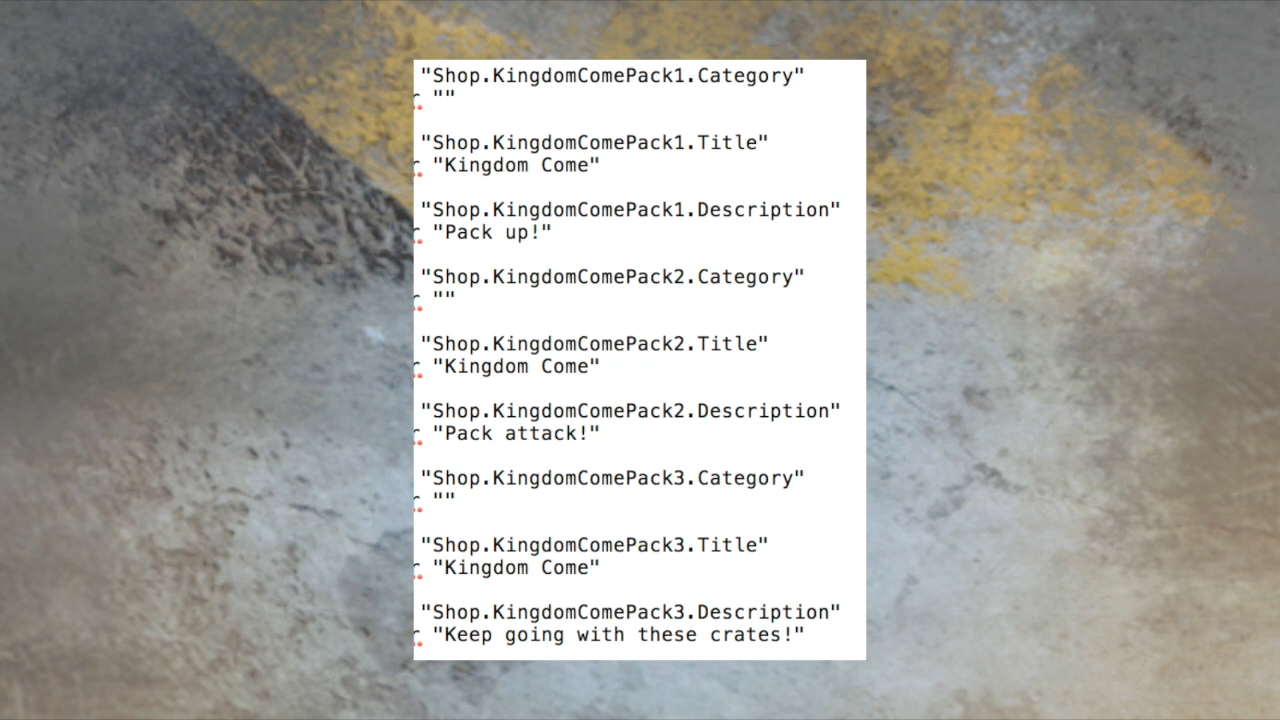 "Shop.KingdomComePack1.Category"
""
"Shop.KingdomComePack1.Title"
"Kingdom Come"
"Shop.KingdomComePack1.Description"
"Pack up!"
"Shop.KingdomComePack2.Category"
""
"Shop.KingdomComePack2.Title"
"Kingdom Come"
"Shop.KingdomComePack2.Description"
"Pack attack!"
"Shop.KingdomComePack3.Category"
""
"Shop.KingdomComePack3.Title"
"Kingdom Come"
"Shop.KingdomComePack3.Description"
"Keep going with these crates!"